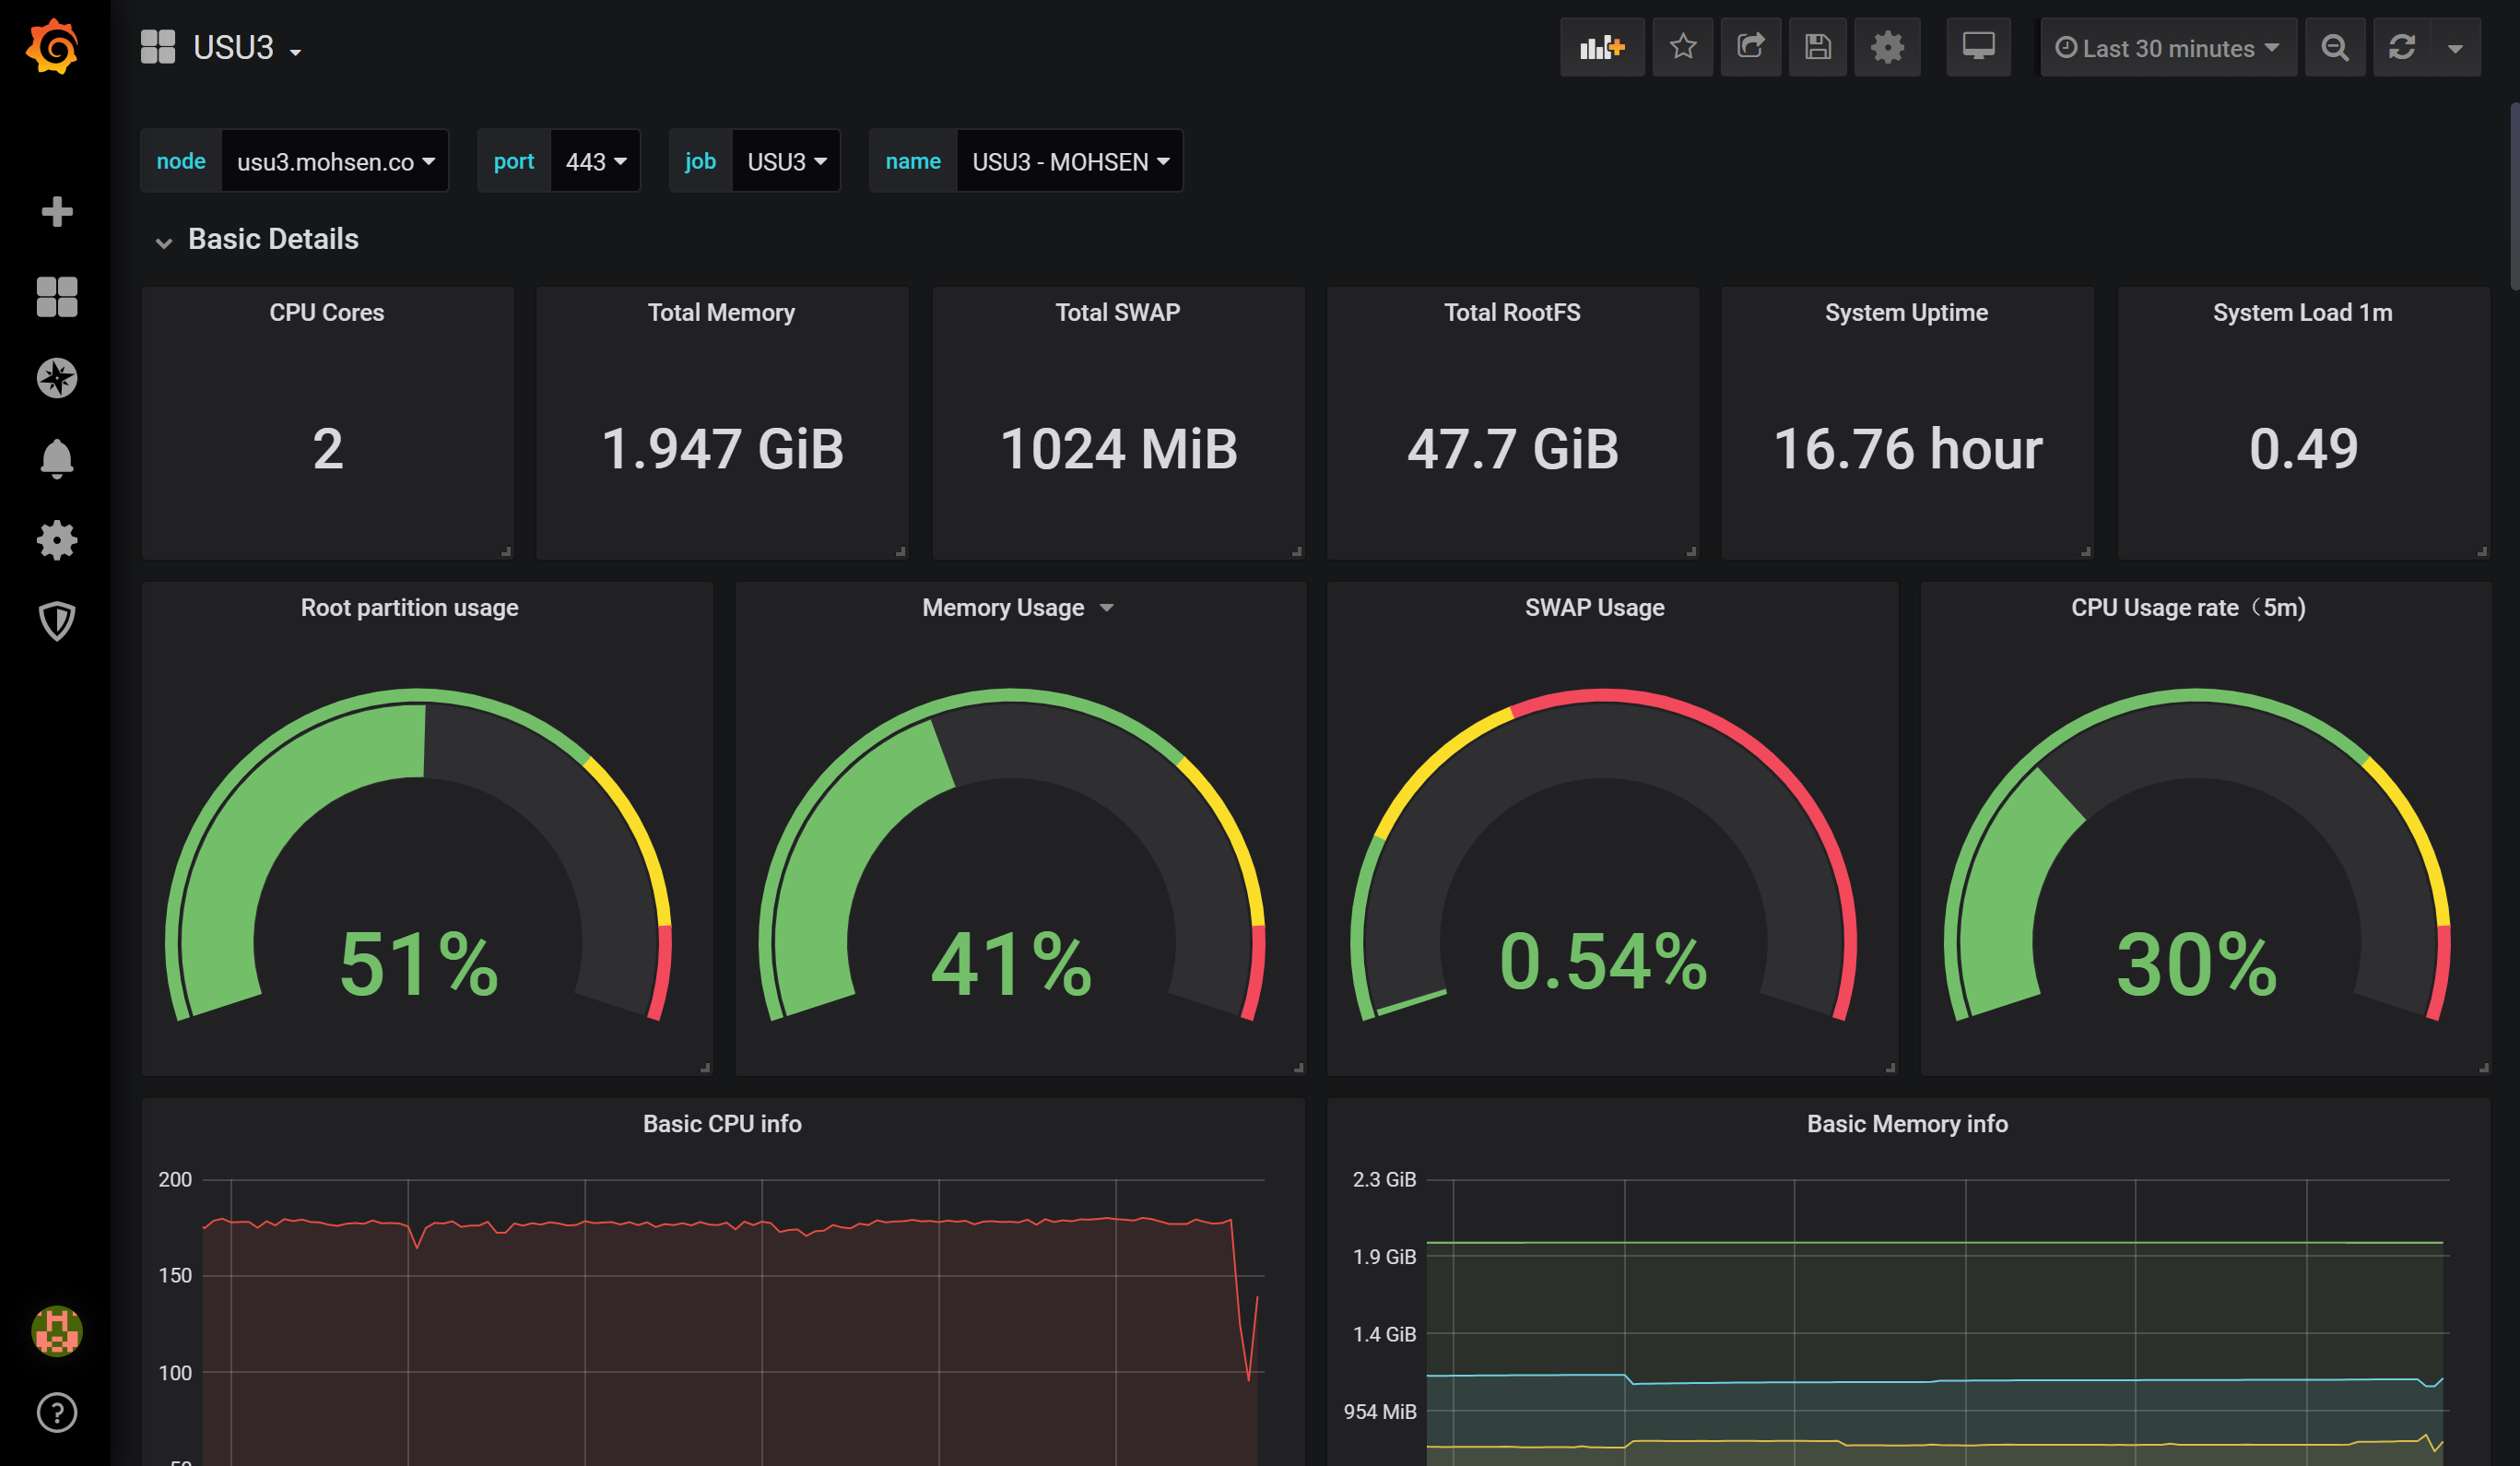 USU3
Last 30 minutes
node usu3.mohsen.co port 443 job USU3 name USU3 - MOHSEN
Basic Details
CPU Cores Total Memory Total SWAP Total RootFS System Uptime System Load 1m
2 1.947 GiB 1024 MiB 47.7 GiB 16.76 hour 0.49
Root partition usage Memory Usage SWAP Usage CPU Usage rate（5m)
51% 41% 0.54% 30%
Basic CPU info
200
150
100
50
Basic Memory info
2.3 GiB
1.9 GiB
1.4 GiB
954 MiB